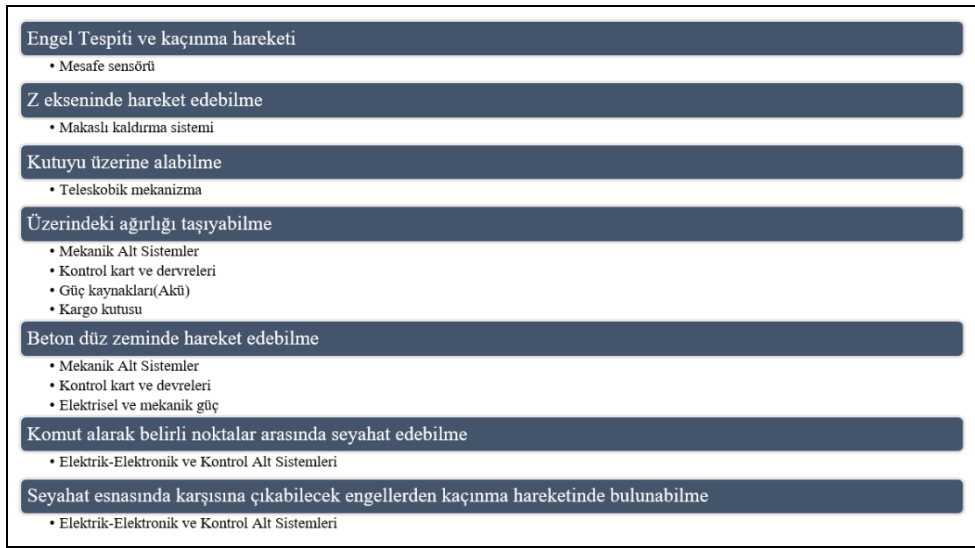 Engel Tespiti ve kaçınma hareketi
• Mesafe sensörü
Z ekseninde hareket edebilme
• Makaslı kaldırma sistemi
Kutuyu üzerine alabilme
• Teleskobik mekanizma
Üzerindeki ağırlığı taşıyabilme
• Mekanik Alt Sistemler
• Kontrol kart ve dervreleri
• Güç kaynakları(Akü)
• Kargo kutusu
Beton düz zeminde hareket edebilme
• Mekanik Alt Sistemler
• Kontrol kart ve devreleri
• Elektrisel ve mekanik güç
Komut alarak belirli noktalar arasında seyahat edebilme
• Elektrik-Elektronik ve Kontrol Alt Sistemleri
Seyahat esnasında karşısına çıkabilecek engellerden kaçınma hareketinde bulunabilme
• Elektrik-Elektronik ve Kontrol Alt Sistemleri